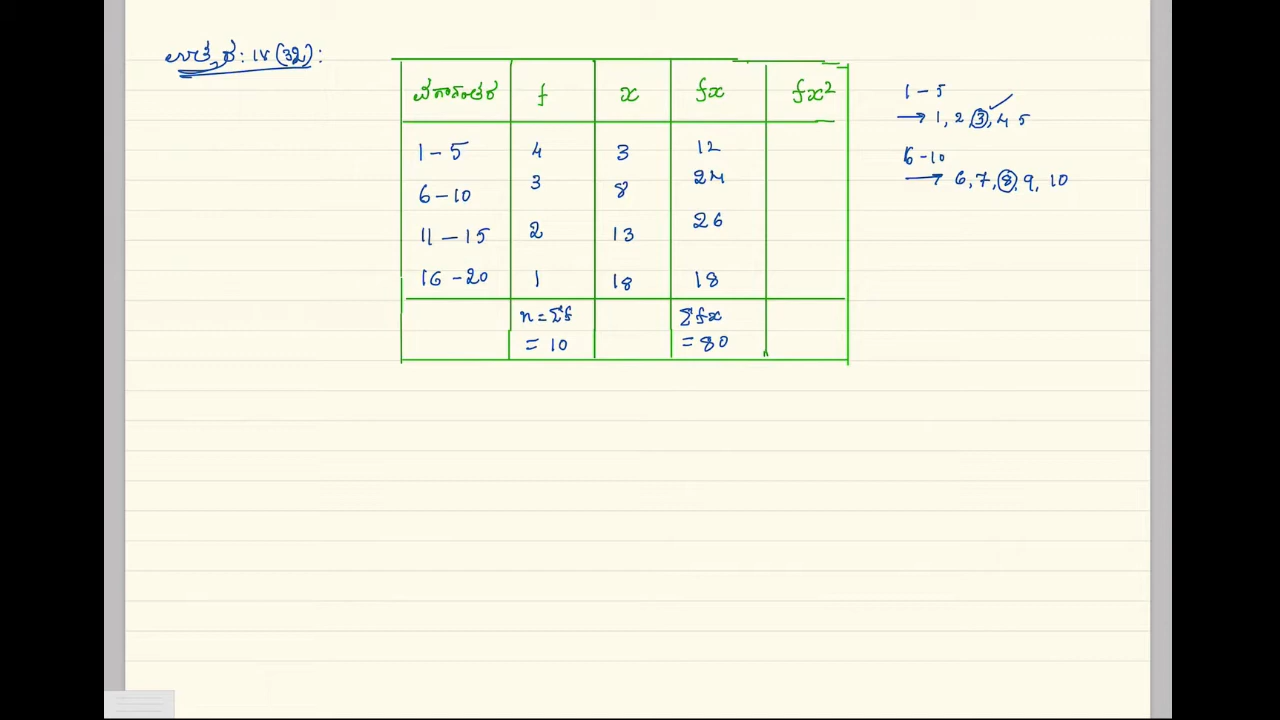 ಉತ್ತರ: IV (32):
ವರ್ಗಾಂತರ f x fx fx²
1-5 4 3 12
6-10 3 8 24
11-15 2 13 26
16-20 1 18 18
n=Σf Σfx
=10 =80
1-5
→ 1, 2, 3, 4 5 ✓
6-10
→ 6, 7, 8, 9, 10